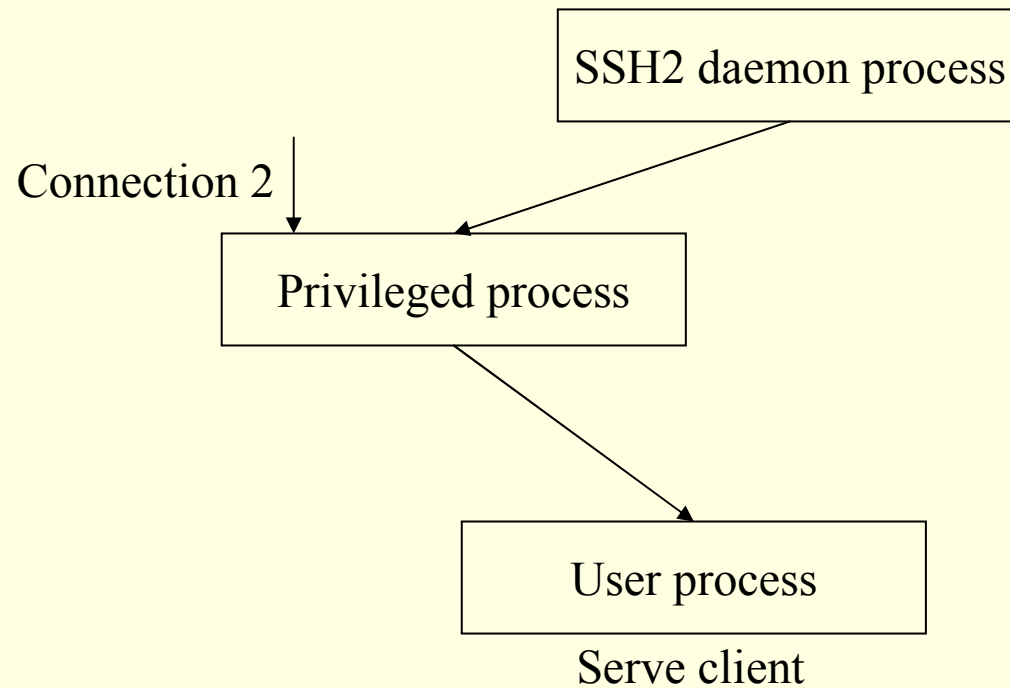 SSH2 daemon process
Connection 2
Privileged process
User process
Serve client